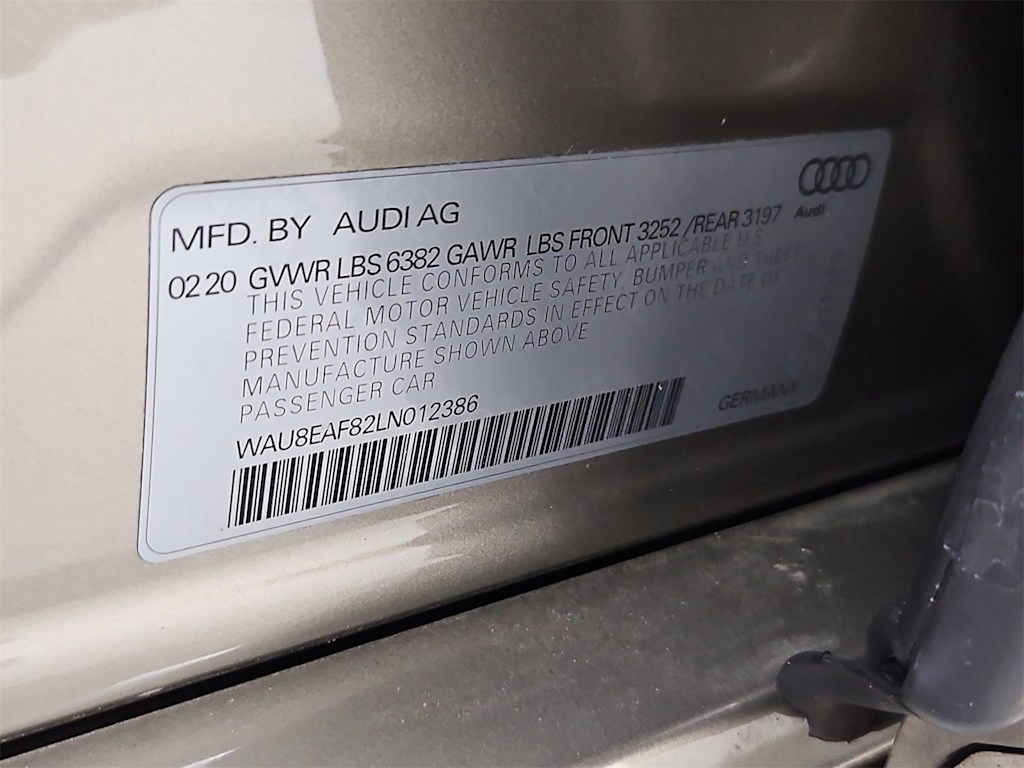 MFD. BY AUDI AG
Audi
02 20 GVWR LBS 6382 GAWR LBS FRONT 3252 /REAR 3197
THIS VEHICLE CONFORMS TO ALL APPLICABLE U.S.
FEDERAL MOTOR VEHICLE SAFETY, BUMPER AND THEFT
PREVENTION STANDARDS IN EFFECT ON THE DATE OF
MANUFACTURE SHOWN ABOVE
PASSENGER CAR
WAU8EAF82LN012386
GERMANY